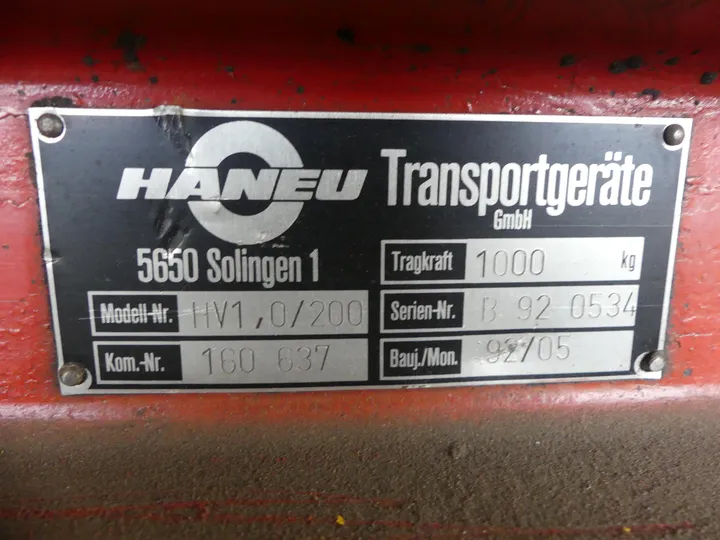 HANEU Transportgeräte
GmbH
5650 Solingen 1
Tragkraft 1000 kg
Modell-Nr. HV1,0/200
Serien-Nr. B 92 0534
Kom.-Nr. 160 637
Bauj./Mon. 92/05